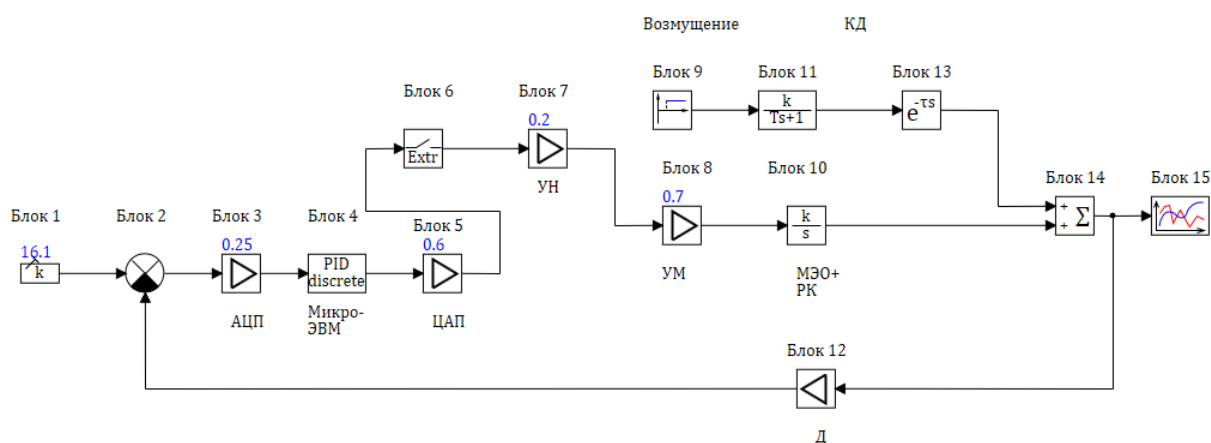 Возмущение КД
Блок 9 Блок 11 Блок 13
k
Ts+1
e-τs
Блок 6 Блок 7
0.2
Extr
УН
Блок 8 Блок 10
0.7
k
s
УМ
МЭО+
РК
Блок 14 Блок 15
+
+
Σ
Блок 1 Блок 2 Блок 3 Блок 4 Блок 5
16.1
k
0.25
PID
discrete
0.6
АЦП
Микро-
ЭВМ
ЦАП
Блок 12
Д